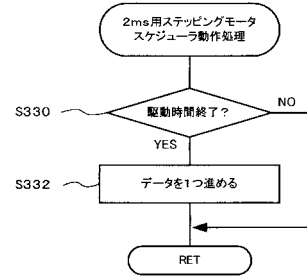 2ms用ステッピングモータ
スケジューラ動作処理
S330
駆動時間終了?
NO
YES
S332
データを1つ進める
RET